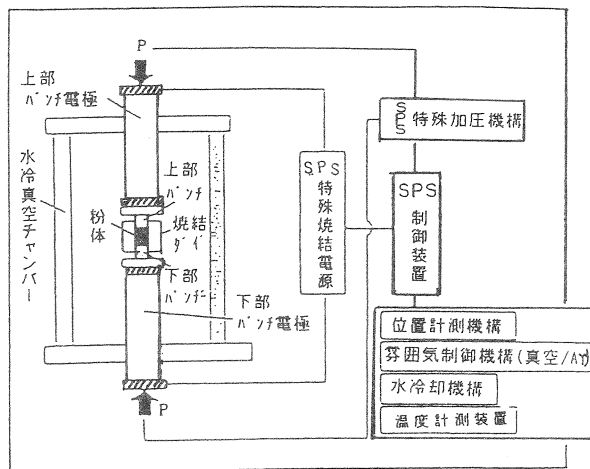 P
上部
パンチ電極
水冷真空チャンバー
粉体
上部
パンチ
焼結
ダイ
下部
パンチ
下部
パンチ電極
P
SPS
特殊焼結電源
SPS 特殊加圧機構
SPS
制御装置
位置計測機構
雰囲気制御機構(真空/Ar)
水冷却機構
温度計測装置